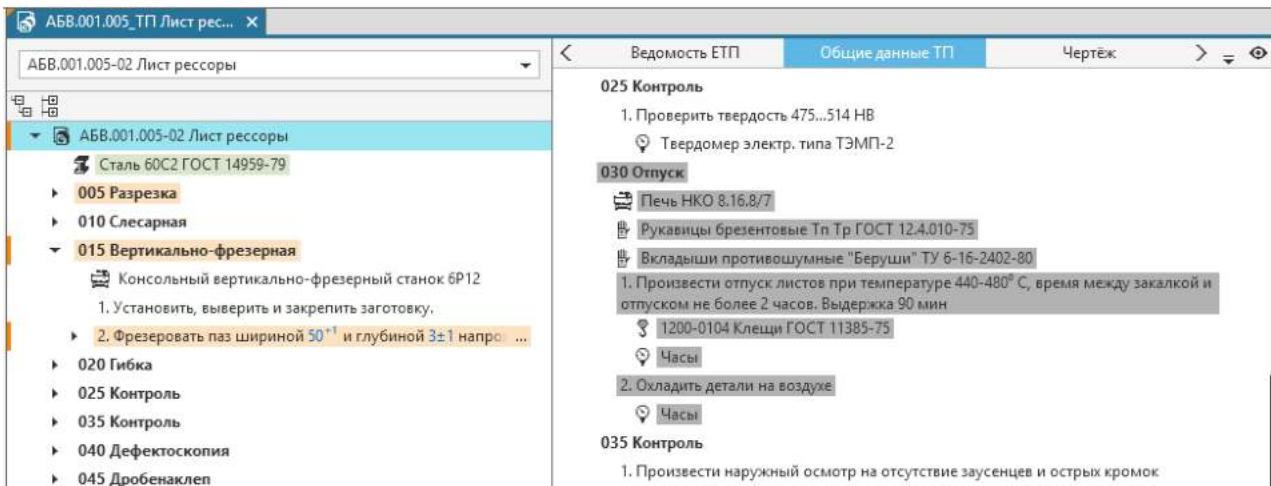 АБВ.001.005_ТП Лист рес...
АБВ.001.005-02 Лист рессоры
АБВ.001.005-02 Лист рессоры
Сталь 60С2 ГОСТ 14959-79
005 Разрезка
010 Слесарная
015 Вертикально-фрезерная
Консольный вертикально-фрезерный станок 6Р12
1. Установить, выверить и закрепить заготовку.
2. Фрезеровать паз шириной 50⁺¹ и глубиной 3±1 напро ...
020 Гибка
025 Контроль
035 Контроль
040 Дефектоскопия
045 Дробенаклеп
Ведомость ЕТП
Общие данные ТП
Чертёж
025 Контроль
1. Проверить твердость 475...514 НВ
Твердомер электр. типа ТЭМП-2
030 Отпуск
Печь НКО 8.16.8/7
Рукавицы брезентовые Тп Тр ГОСТ 12.4.010-75
Вкладыши противошумные "Беруши" ТУ 6-16-2402-80
1. Произвести отпуск листов при температуре 440-480⁰ С, время между закалкой и
отпуском не более 2 часов. Выдержка 90 мин
1200-0104 Клещи ГОСТ 11385-75
Часы
2. Охладить детали на воздухе
Часы
035 Контроль
1. Произвести наружный осмотр на отсутствие заусенцев и острых кромок